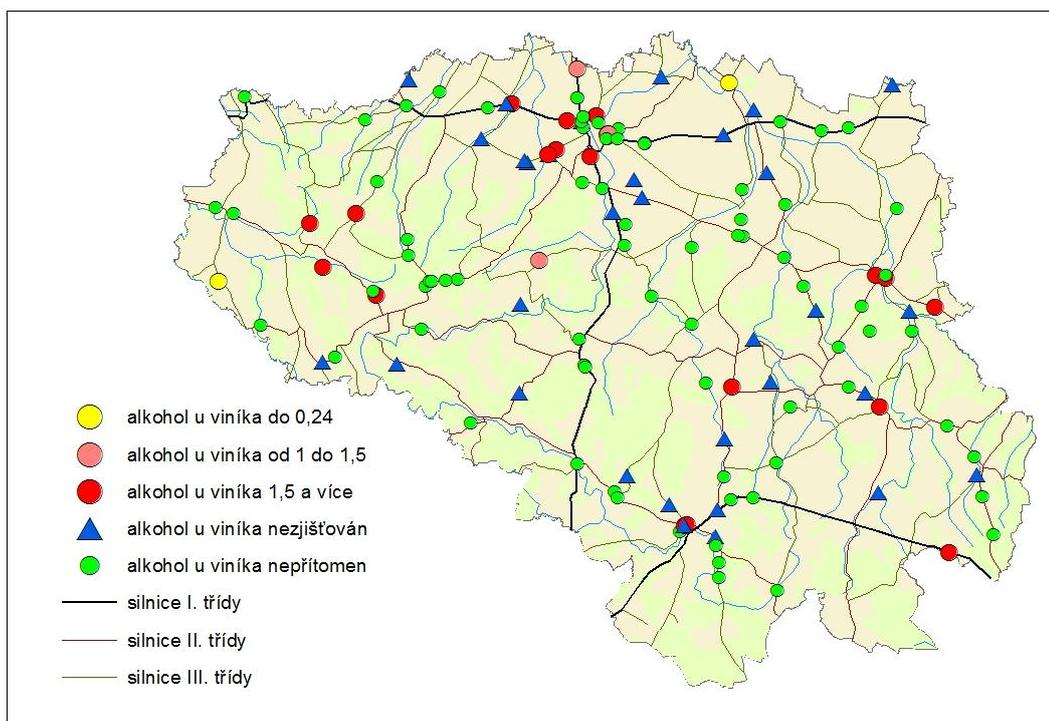 alkohol u viníka do 0,24
alkohol u viníka od 1 do 1,5
alkohol u viníka 1,5 a více
alkohol u viníka nezjišťován
alkohol u viníka nepřítomen
silnice I. třídy
silnice II. třídy
silnice III. třídy